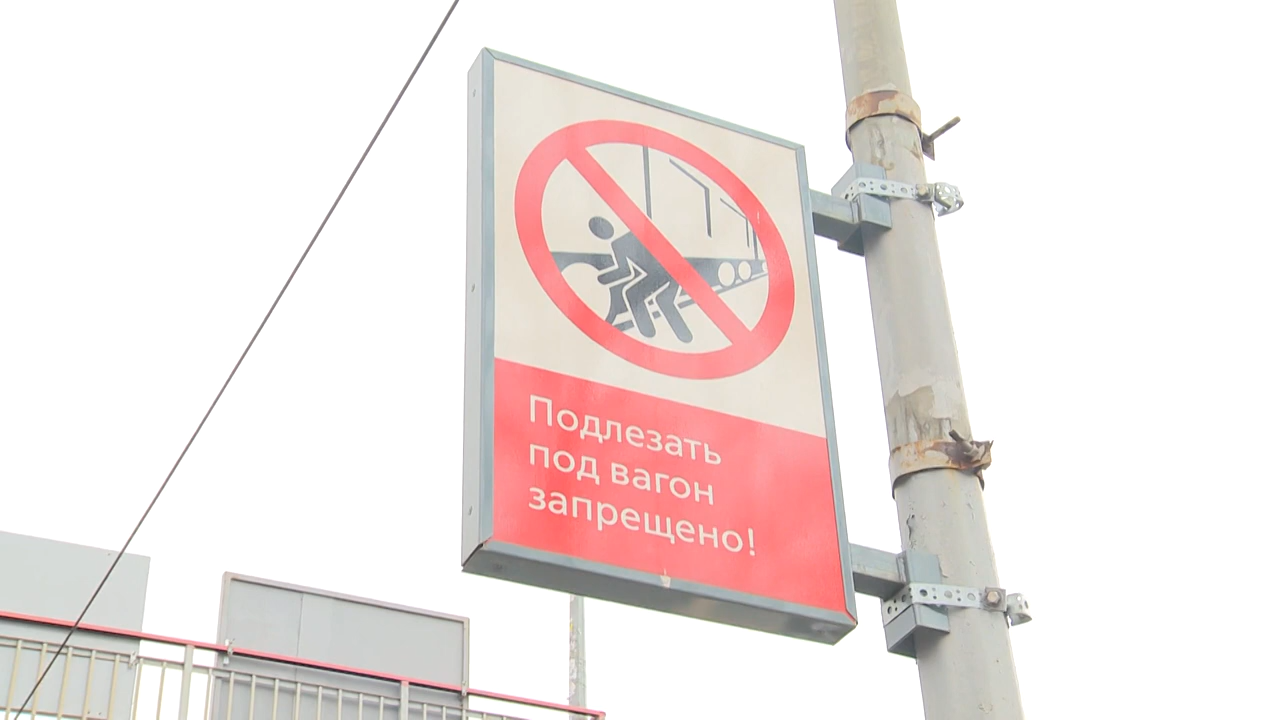 Подлезать
под вагон
запрещено!